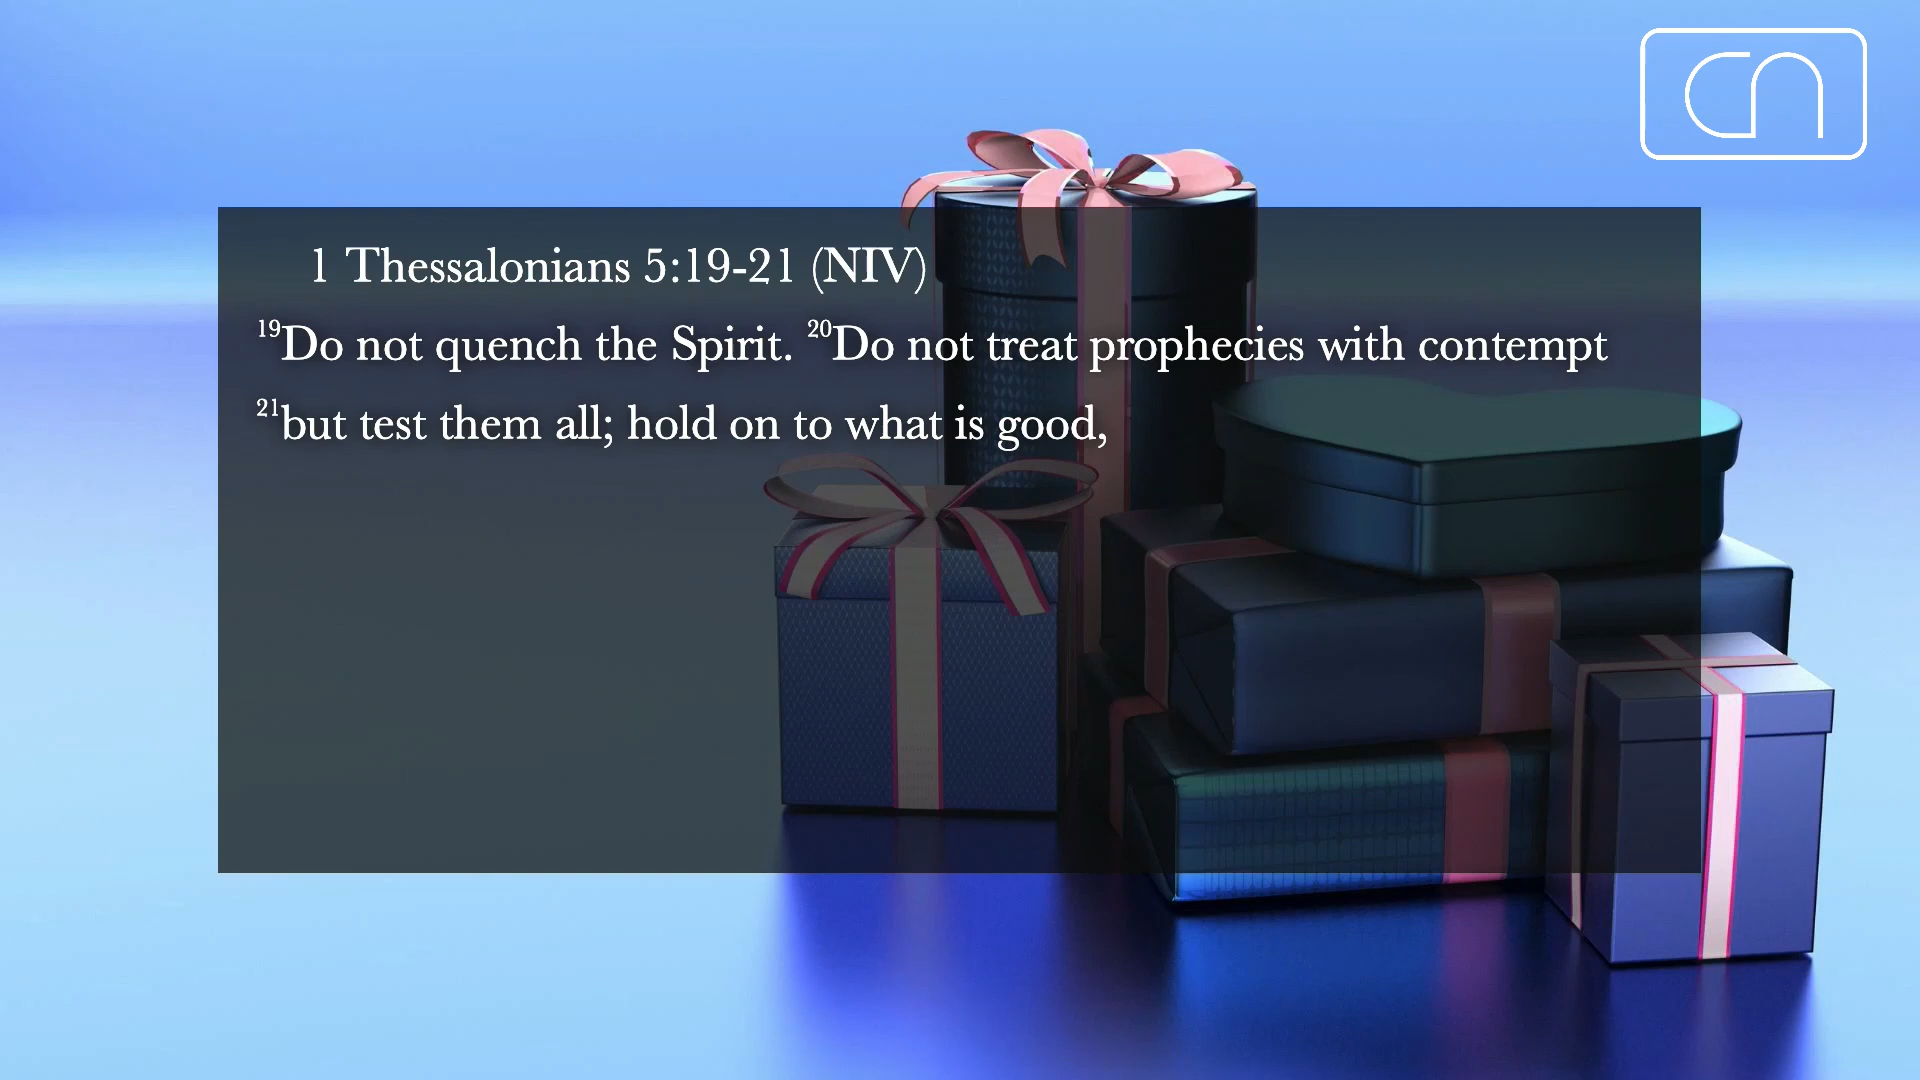 CN
1 Thessalonians 5:19-21 (NIV)
¹⁹Do not quench the Spirit. ²⁰Do not treat prophecies with contempt
²¹but test them all; hold on to what is good,